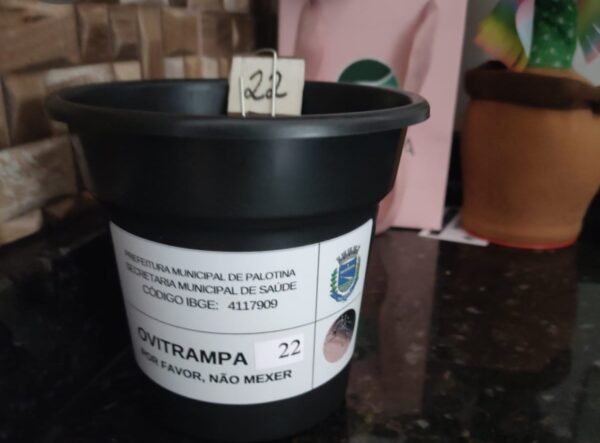 22
PREFEITURA MUNICIPAL DE PALOTINA
SECRETARIA MUNICIPAL DE SAÚDE
CÓDIGO IBGE: 4117909
OVITRAMPA 22
POR FAVOR, NÃO MEXER